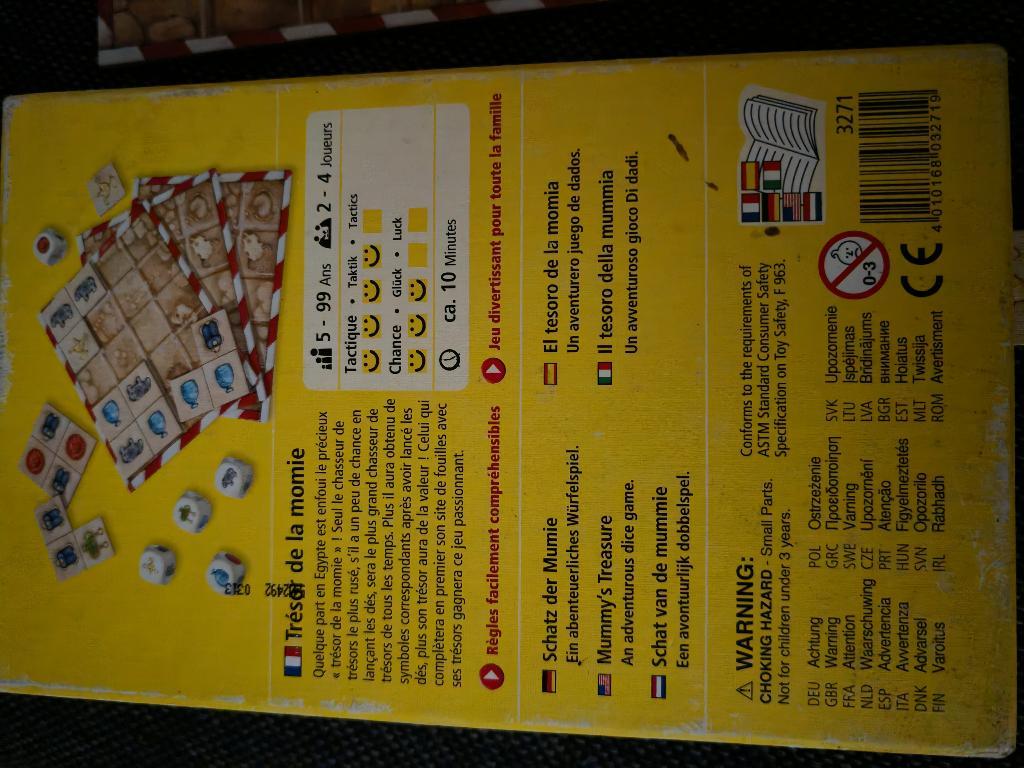 Trésor de la momie
Quelque part en Egypte est enfoui le précieux
« trésor de la momie » ! Seul le chasseur de
trésors le plus rusé, s'il a un peu de chance en
lançant les dés, sera le plus grand chasseur de
trésors de tous les temps. Plus il aura obtenu de
symboles correspondants après avoir lancé les
dés, plus son trésor aura de la valeur ! Celui qui
complètera en premier son site de fouilles avec
ses trésors gagnera ce jeu passionnant.
5 - 99 Ans 2 - 4 Joueurs
Tactique • Taktik • Tactics
Chance • Glück • Luck
ca. 10 Minutes
Règles facilement compréhensibles
Jeu divertissant pour toute la famille
Schatz der Mumie
Ein abenteuerliches Würfelspiel.
Mummy's Treasure
An adventurous dice game.
Schat van de mummie
Een avontuurlijk dobbelspel.
El tesoro de la momia
Un aventurero juego de dados.
Il tesoro della mummia
Un avventuroso gioco Di dadi.
WARNING:
CHOKING HAZARD - Small Parts.
Not for children under 3 years.
Conforms to the requirements of
ASTM Standard Consumer Safety
Specification on Toy Safety, F 963.
DEU Achtung
GBR Warning
FRA Attention
NLD Waarschuwing
ESP Advertencia
ITA Avvertenza
DNK Advarsel
FIN Varoitus
POL Ostrzeżenie
GRC Προειδοποίηση
SWE Varning
CZE Upozornění
PRT Atenção
HUN Figyelmeztetés
SVN Opozorilo
IRL Rabhadh
SVK Upozornenie
LTU Įspėjimas
LVA Brīdinājums
BGR внимание
EST Hoiatus
MLT Twissija
ROM Avertisment
0-3
CE
3271
4 010168 032719
0313